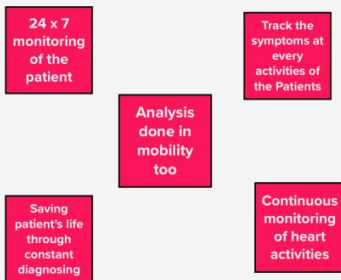 24 x 7
monitoring
of the
patient
Track the
symptoms at
every
activities of
the Patients
Analysis
done in
mobility
too
Saving
patient's life
through
constant
diagnosing
Continuous
monitoring
of heart
activities